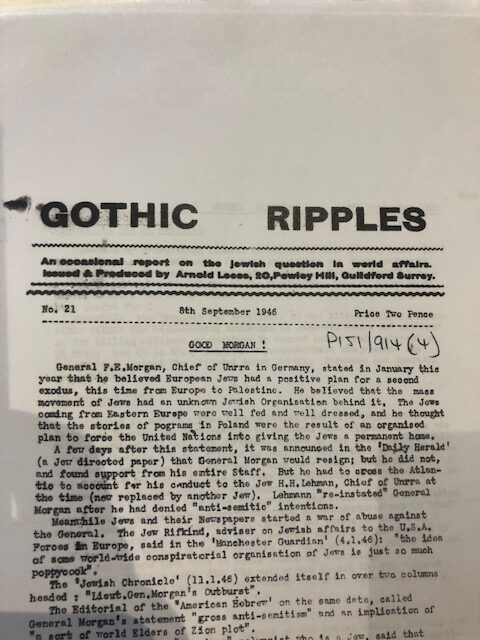 GOTHIC RIPPLES
An occasional report on the jewish question in world affairs.
Issued & Produced by Arnold Leese, 20, Pewley Hill, Guildford Surrey.
No. 21 8th September 1946 Price Two Pence
GOOD MORGAN !
P151/914(4)
General F.E.Morgan, Chief of Unrra in Germany, stated in January this
year that he believed European Jews had a positive plan for a second
exodus, this time from Europe to Palestine. He believed that the mass
movement of Jews had an unknown Jewish Organisation behind it. The Jews
coming from Eastern Europe were well fed and well dressed, and he thought
that the stories of pograms in Poland were the result of an organised
plan to force the United Nations into giving the Jews a permanent home.
A few days after this statement, it was announced in the 'Daily Herald'
(a Jew directed paper) that General Morgan would resign; but he did not,
and found support from his entire Staff. But he had to cross the Atlan-
tic to account for his conduct to the Jew H.H.Lehman, Chief of Unrra at
the time (now replaced by another Jew). Lehmann "re-instated" General
Morgan after he had denied "anti-semitic" intentions.
Meanwhile Jews and their Newspapers started a war of abuse against
the General. The Jew Rifkind, adviser on Jewish affairs to the U.S.A.
Forces in Europe, said in the 'Manchester Guardian' (4.1.46): "the idea
of some world-wide conspiratorial organisation of Jews is just so much
poppycock".
The 'Jewish Chronicle' (11.1.46) extended itself in over two columns
headed : "Lieut.Gen.Morgan's Outburst".
The Editorial of the "American Hebrew' on the same date, called
General Morgan's statement "gross anti-semitism" and an implication of
"a sort of world Elders of Zion plot".
who is a Jew, said that